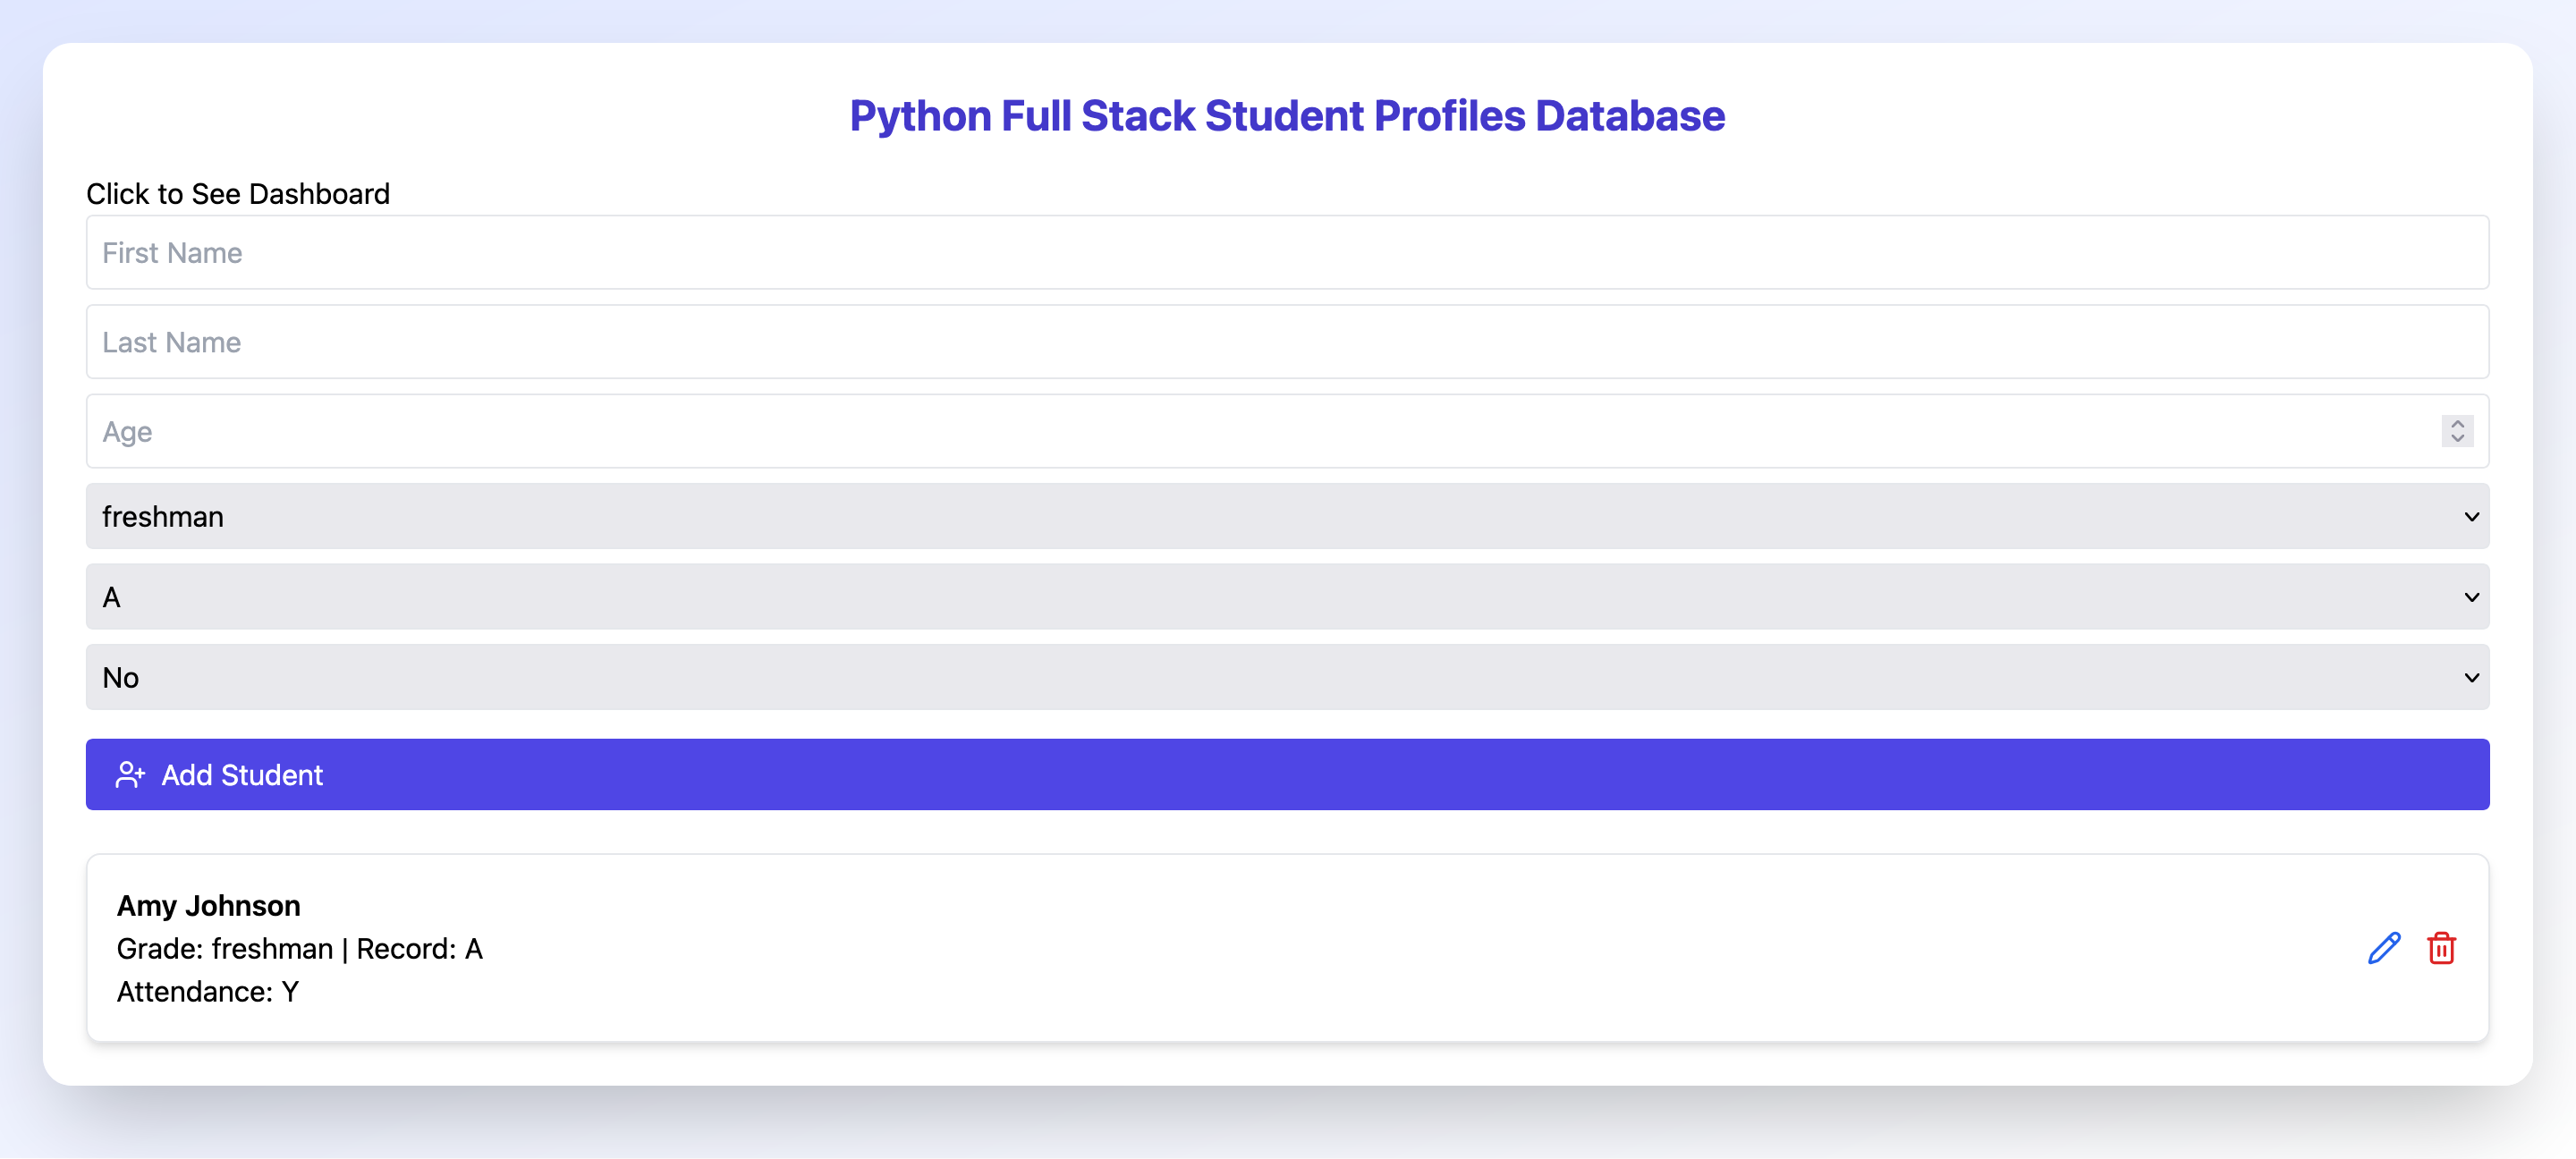 Python Full Stack Student Profiles Database
Click to See Dashboard
First Name
Last Name
Age
freshman
A
No
Add Student
Amy Johnson
Grade: freshman | Record: A
Attendance: Y